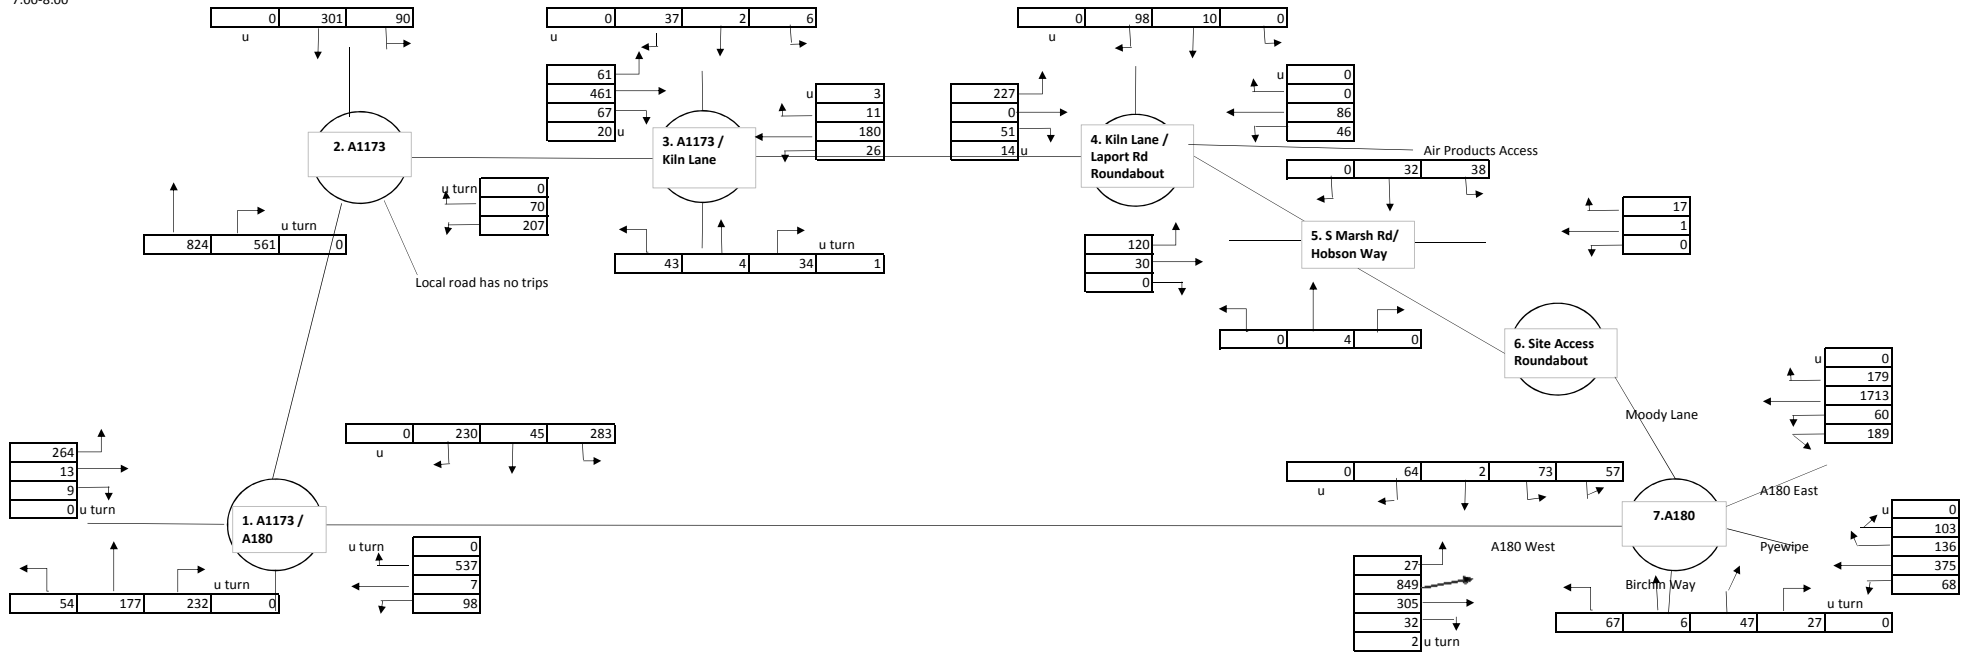 7:00-8:00
0 301 90
u
0 37 2 6
u
0 98 10 0
u
61
461
67
20 u
u 3
11
180
26
227
0
51
14 u
u 0
0
86
46
2. A1173
3. A1173 /
Kiln Lane
4. Kiln Lane /
Laport Rd
Roundabout
Air Products Access
0 32 38
u turn 0
70
207
u turn
824 561 0
Local road has no trips
u turn
43 4 34 1
120
30
0
5. S Marsh Rd/
Hobson Way
17
1
0
0 4 0
6. Site Access
Roundabout
u 0
179
1713
60
189
Moody Lane
0 230 45 283
u
264
13
9
0 u turn
1. A1173 /
A180
u turn 0
537
7
98
u turn
54 177 232 0
0 64 2 73 57
u
7.A180
A180 East
A180 West
Pyewipe
Birchin Way
u 0
103
136
375
68
27
849
305
32
2 u turn
u turn
67 6 47 27 0